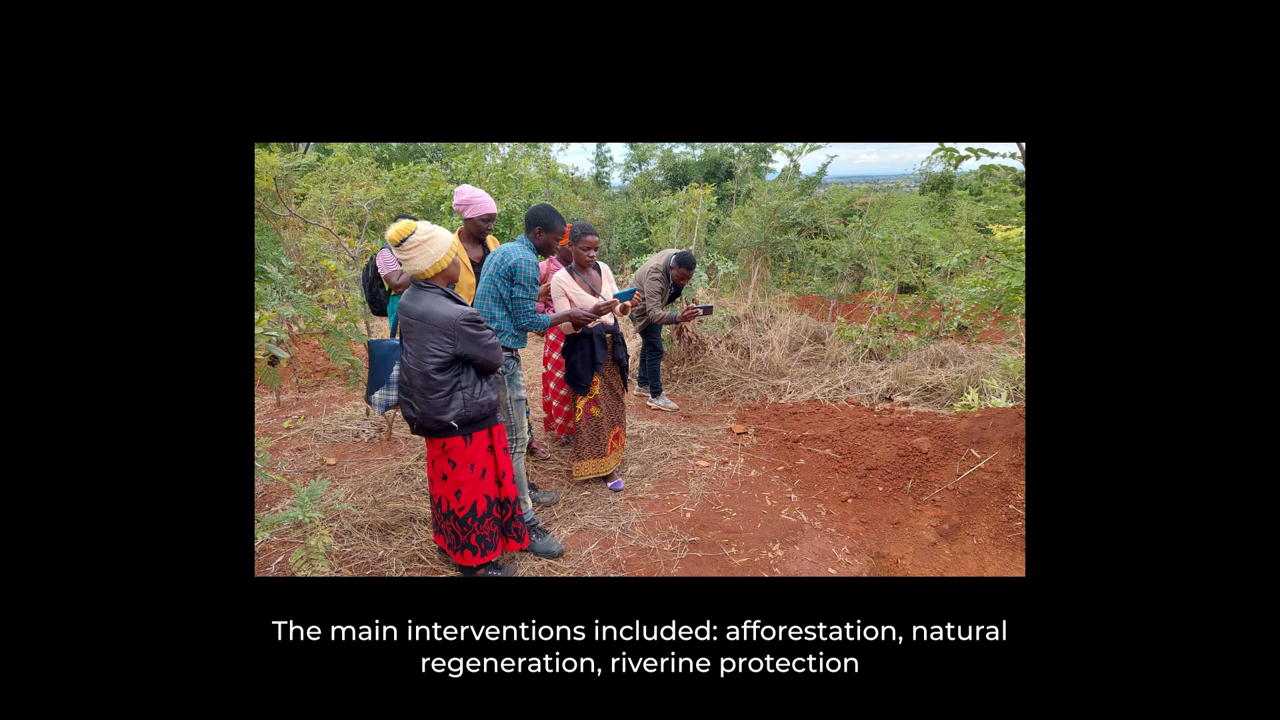 The main interventions included: afforestation, natural
regeneration, riverine protection